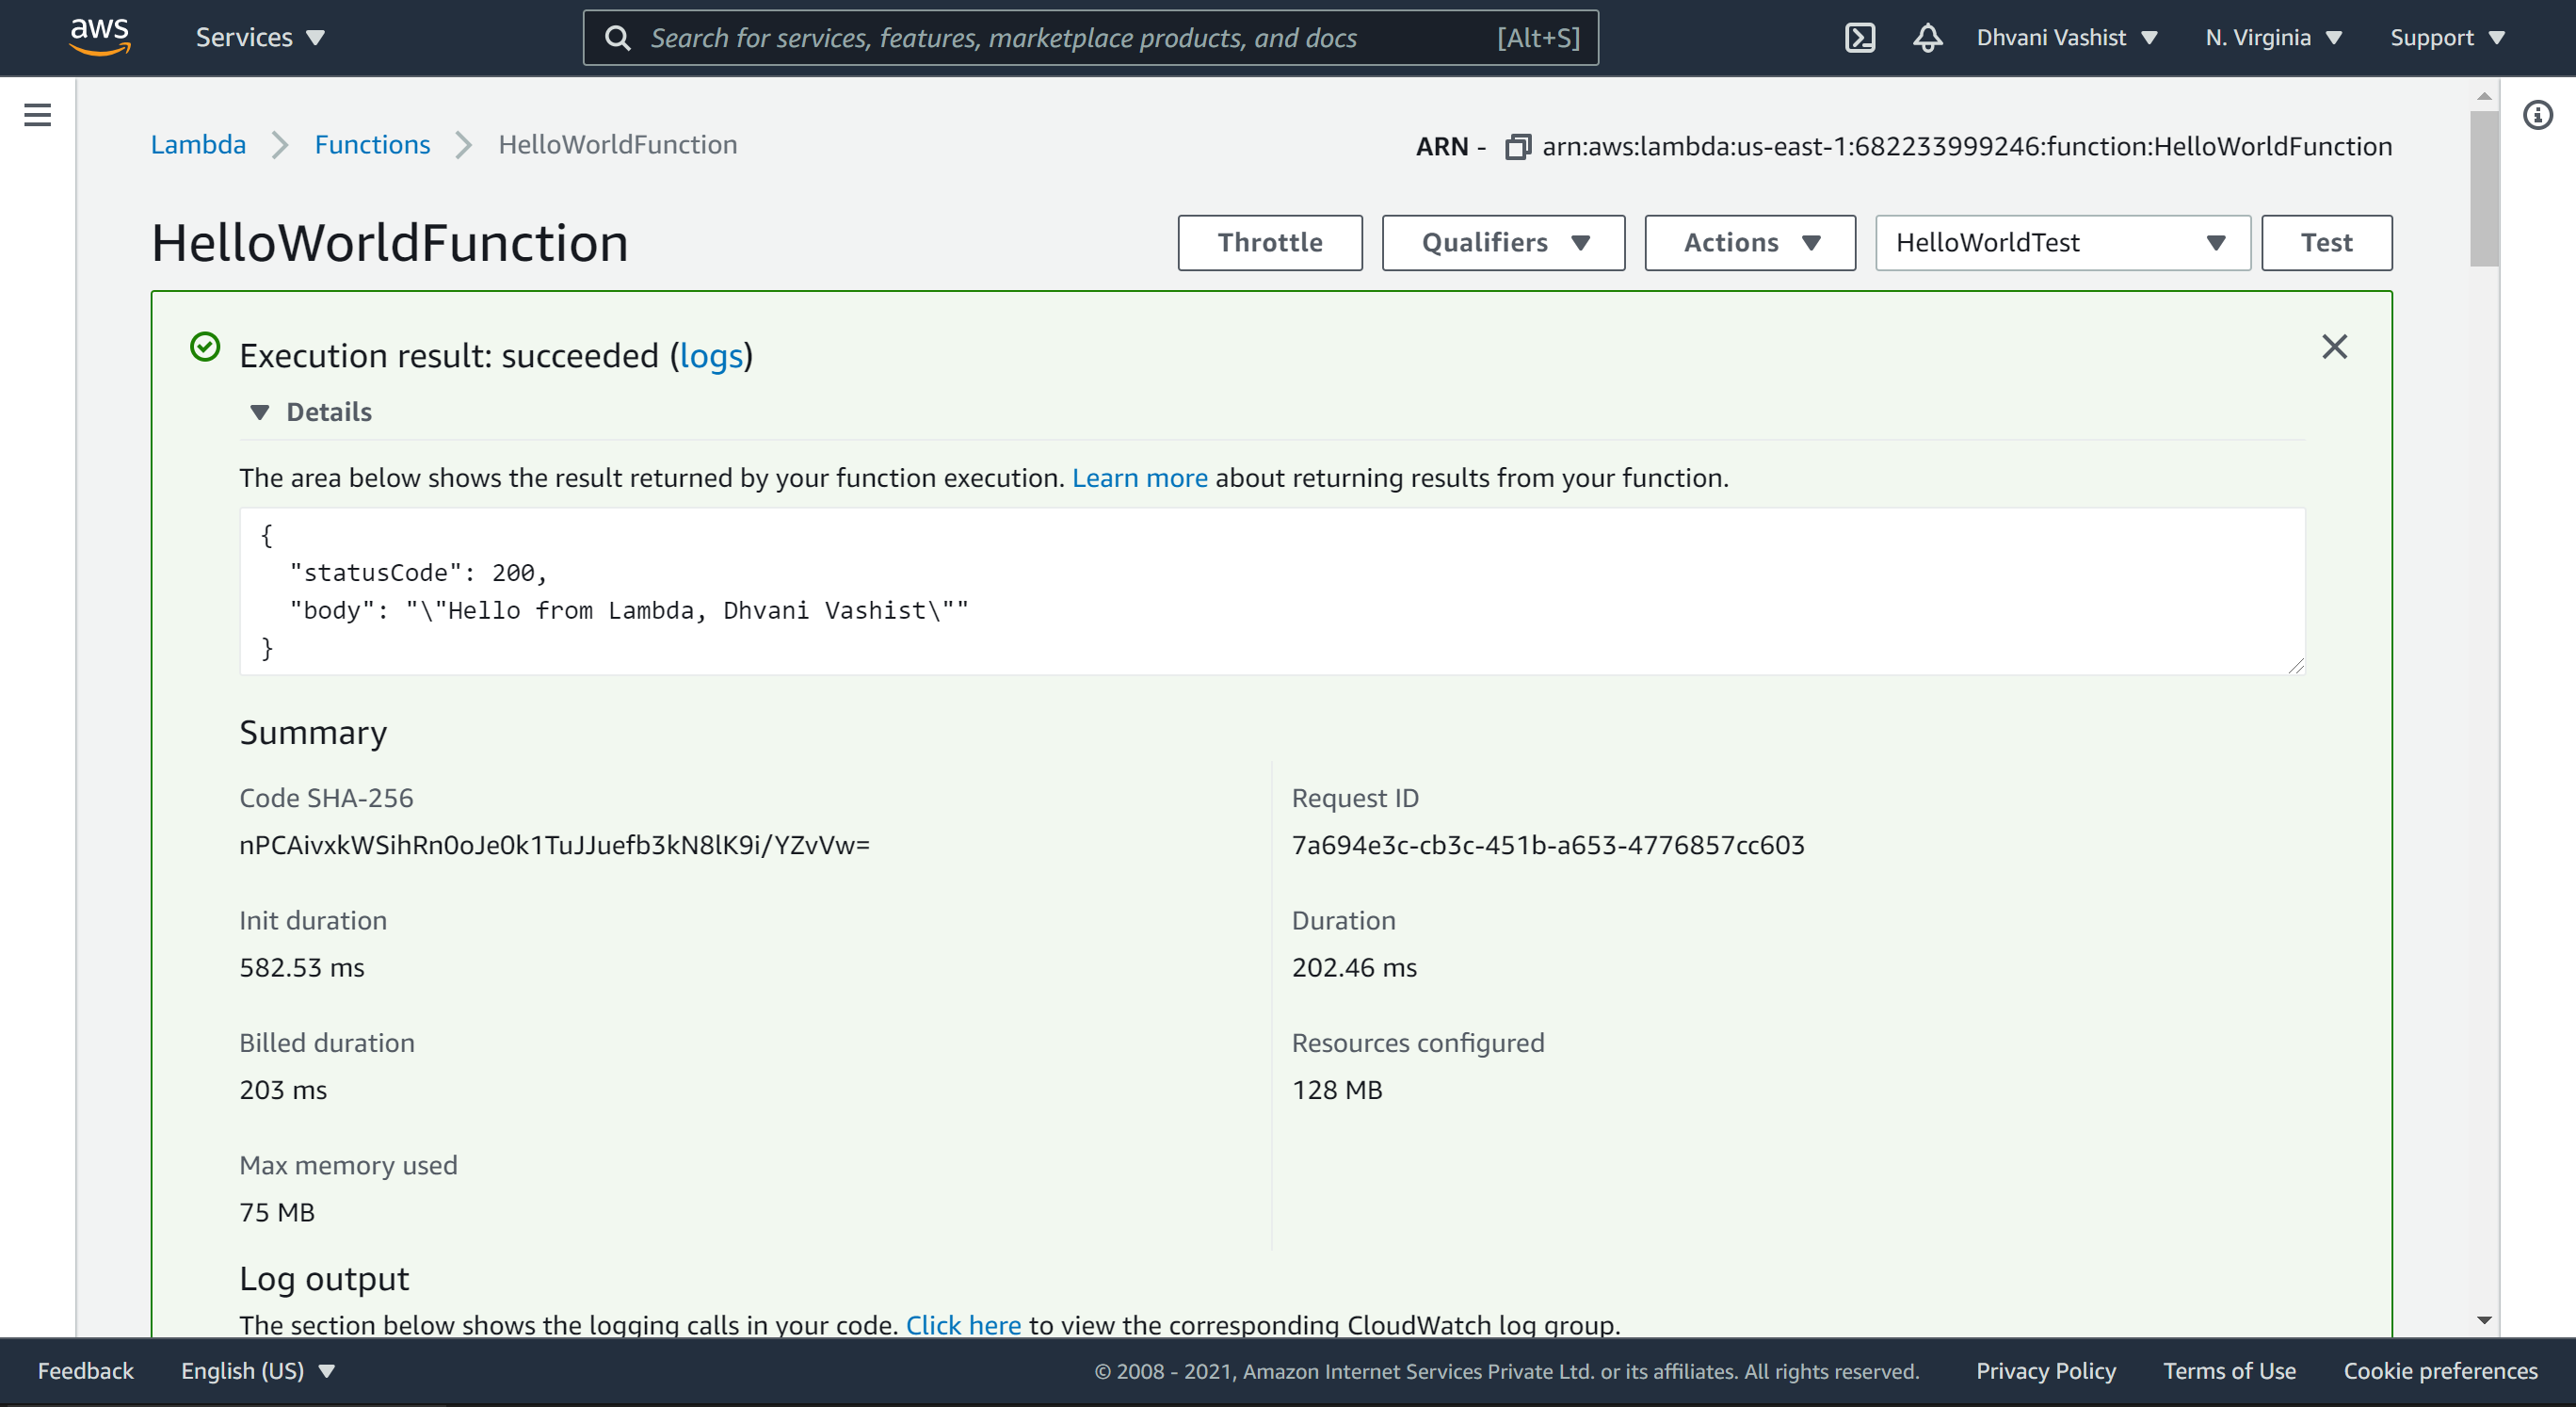 aws Services Search for services, features, marketplace products, and docs [Alt+S] Dhvani Vashist N. Virginia Support
Lambda Functions HelloWorldFunction ARN - arn:aws:lambda:us-east-1:682233999246:function:HelloWorldFunction
HelloWorldFunction Throttle Qualifiers Actions HelloWorldTest Test
Execution result: succeeded (logs)
Details
The area below shows the result returned by your function execution. Learn more about returning results from your function.
{
"statusCode": 200,
"body": "\"Hello from Lambda, Dhvani Vashist\""
}
Summary
Code SHA-256 Request ID
nPCAivxkWSihRn0oJe0k1TuJJuefb3kN8lK9i/YZvVw= 7a694e3c-cb3c-451b-a653-4776857cc603
Init duration Duration
582.53 ms 202.46 ms
Billed duration Resources configured
203 ms 128 MB
Max memory used
75 MB
Log output
The section below shows the logging calls in your code. Click here to view the corresponding CloudWatch log group.
Feedback English (US) © 2008 - 2021, Amazon Internet Services Private Ltd. or its affiliates. All rights reserved. Privacy Policy Terms of Use Cookie preferences